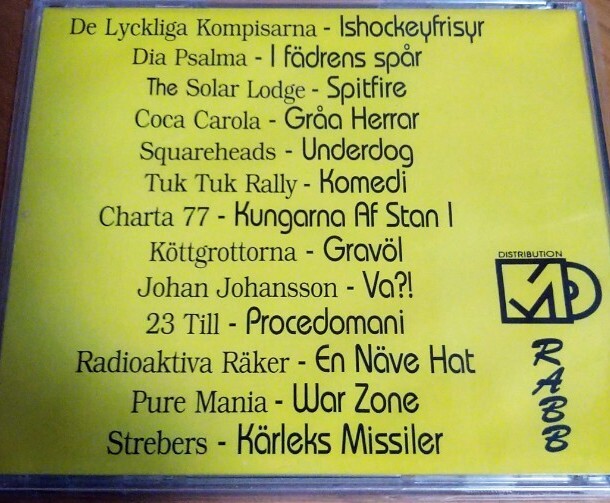 De Lyckliga Kompisarna - Ishockeyfrisyr
Dia Psalma - I fädrens spår
The Solar Lodge - Spitfire
Coca Carola - Gråa Herrar
Squareheads - Underdog
Tuk Tuk Rally - Komedi
Charta 77 - Kungarna Af Stan I
Köttgrottorna - Gravöl
Johan Johansson - Va?!
23 Till - Procedomani
Radioaktiva Räker - En Näve Hat
Pure Mania - War Zone
Strebers - Kärleks Missiler
DISTRIBUTION
RABB